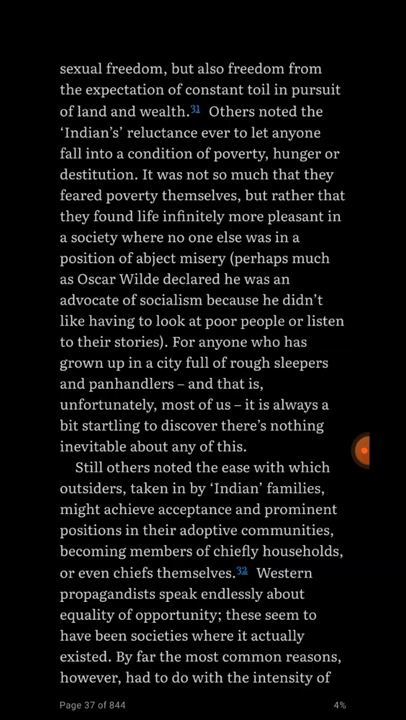 sexual freedom, but also freedom from
the expectation of constant toil in pursuit
of land and wealth.31 Others noted the
‘Indian’s’ reluctance ever to let anyone
fall into a condition of poverty, hunger or
destitution. It was not so much that they
feared poverty themselves, but rather that
they found life infinitely more pleasant in
a society where no one else was in a
position of abject misery (perhaps much
as Oscar Wilde declared he was an
advocate of socialism because he didn’t
like having to look at poor people or listen
to their stories). For anyone who has
grown up in a city full of rough sleepers
and panhandlers – and that is,
unfortunately, most of us – it is always a
bit startling to discover there’s nothing
inevitable about any of this.
Still others noted the ease with which
outsiders, taken in by ‘Indian’ families,
might achieve acceptance and prominent
positions in their adoptive communities,
becoming members of chiefly households,
or even chiefs themselves.32 Western
propagandists speak endlessly about
equality of opportunity; these seem to
have been societies where it actually
existed. By far the most common reasons,
however, had to do with the intensity of
Page 37 of 844
4%